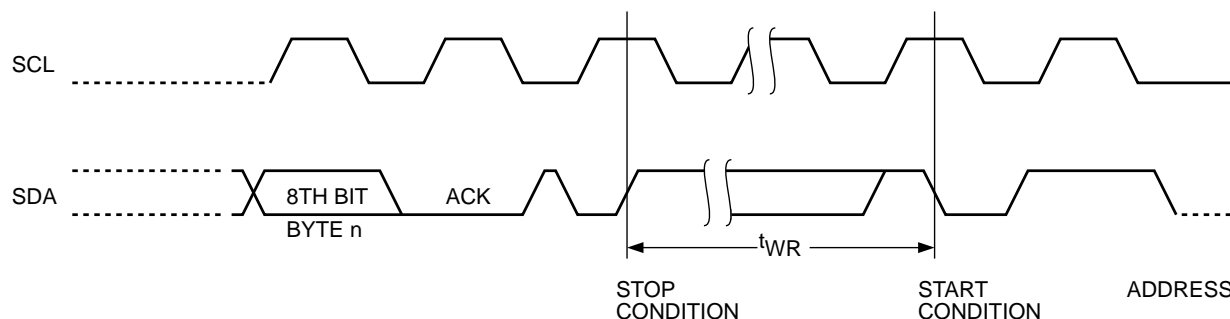 SCL
SDA
8TH BIT
ACK
BYTE n
tWR
STOP
CONDITION
START
CONDITION
ADDRESS